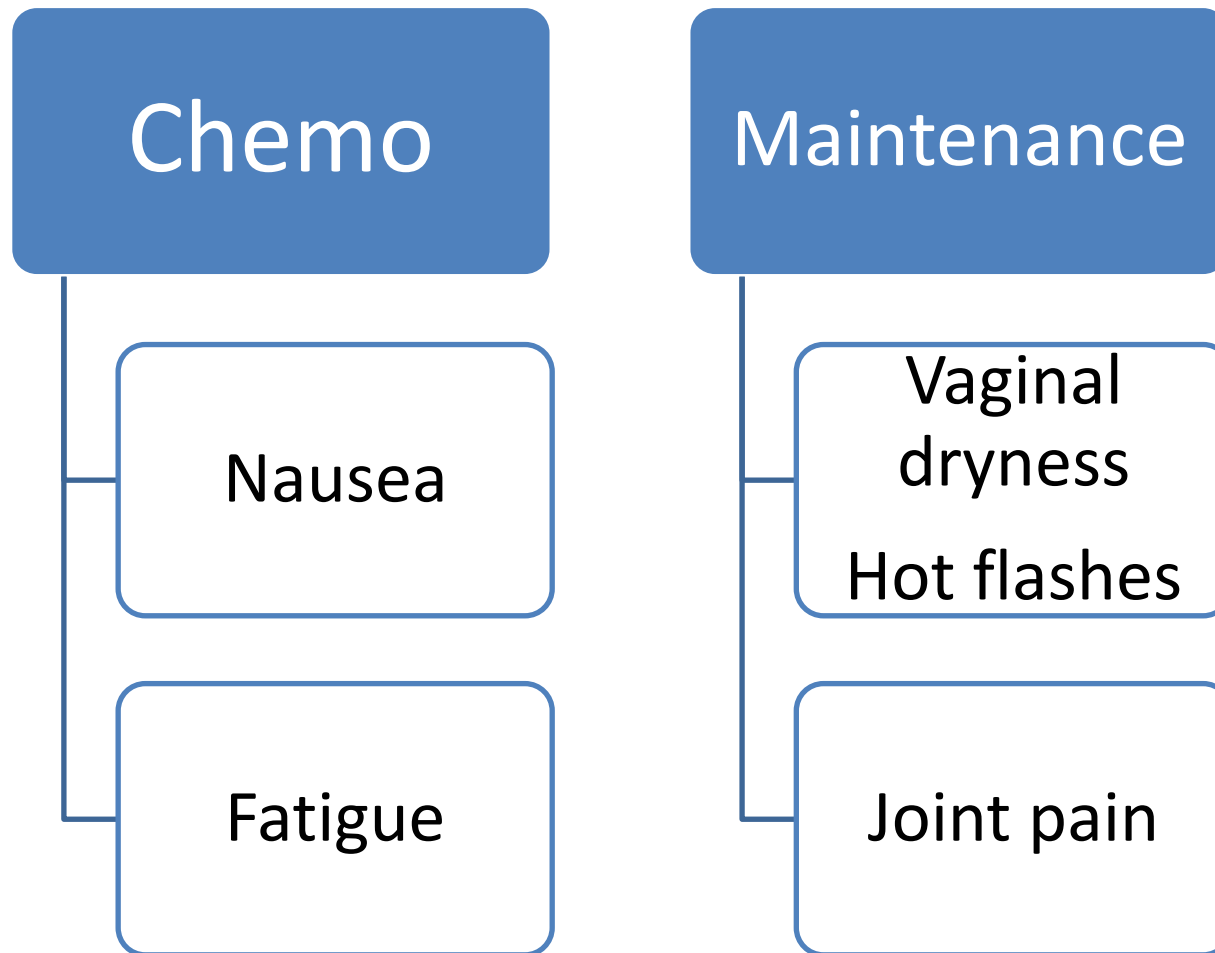 Chemo
Nausea
Fatigue
Maintenance
Vaginal
dryness
Hot flashes
Joint pain